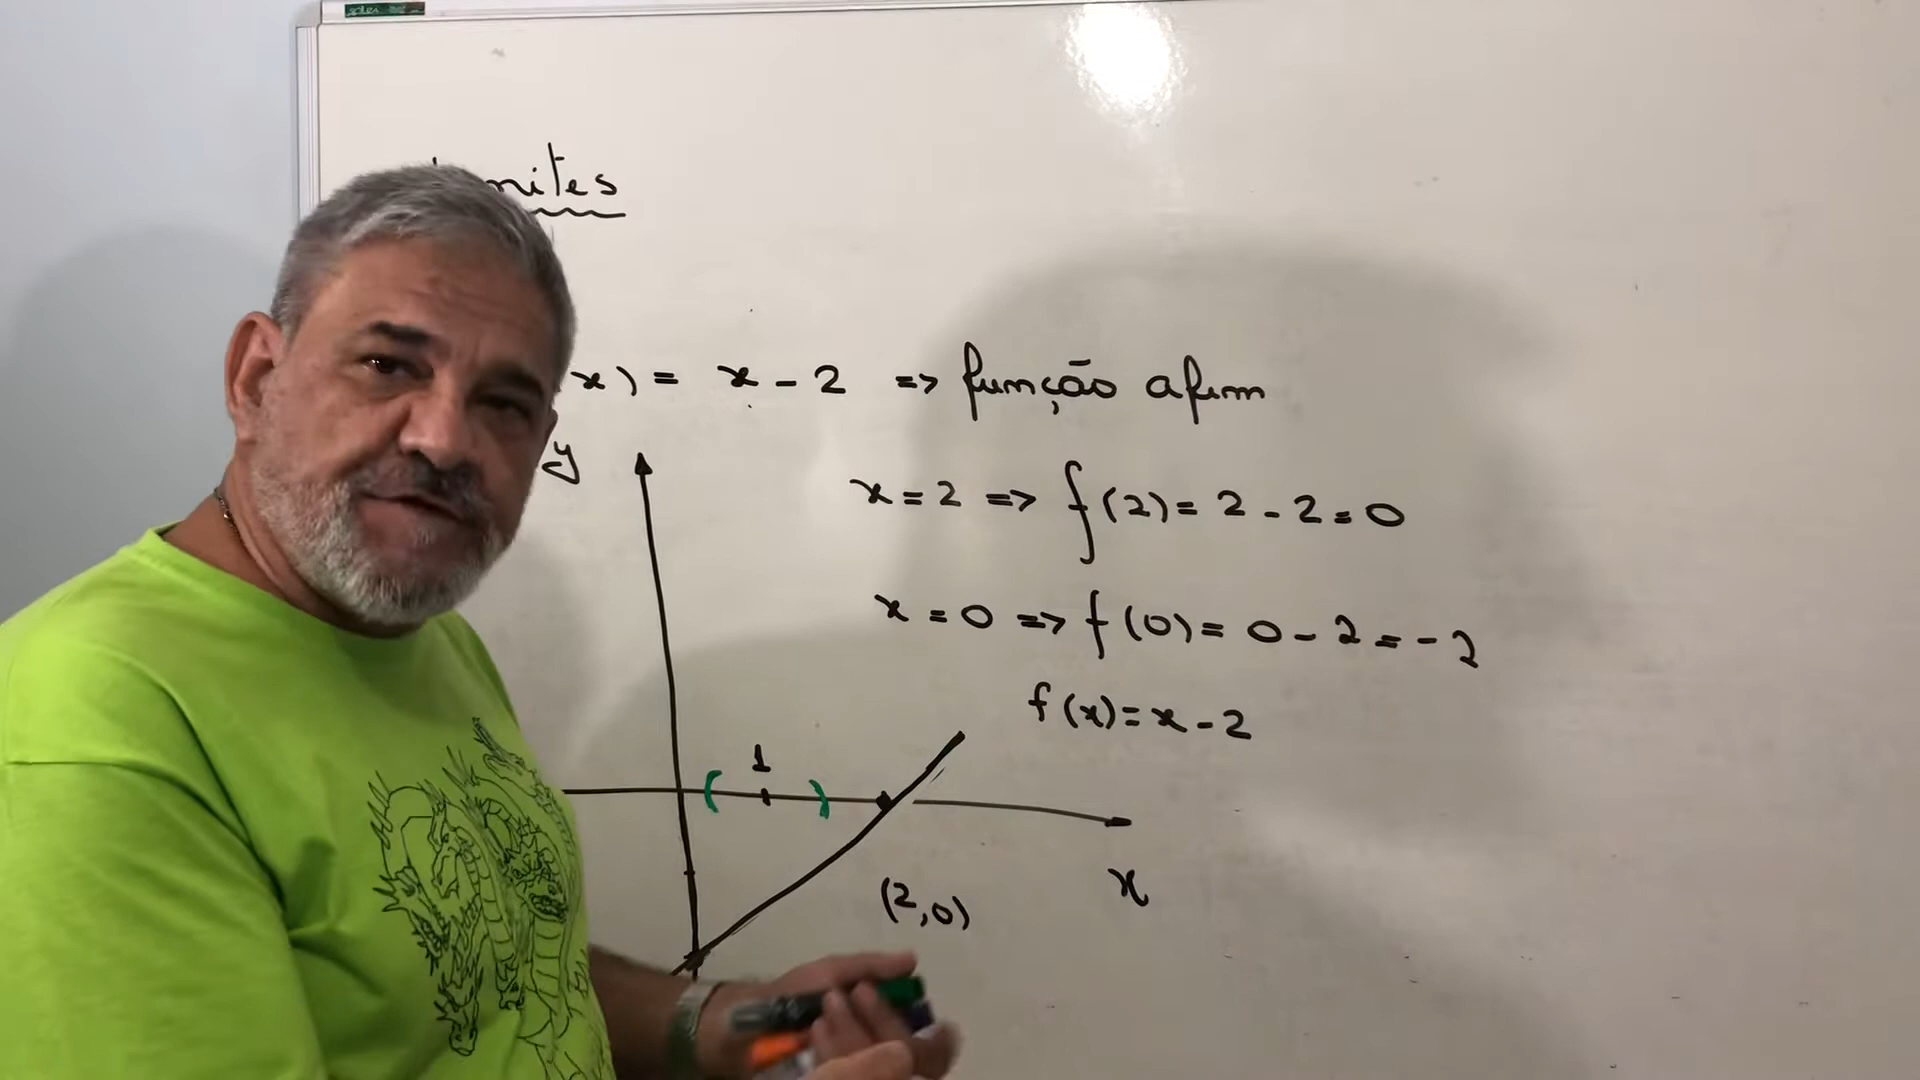 mites
x) = x - 2 => função afim
y
x = 2 => f(2) = 2 - 2 = 0
x = 0 => f(0) = 0 - 2 = - 2
f(x) = x - 2
1
( )
(2,0)
x